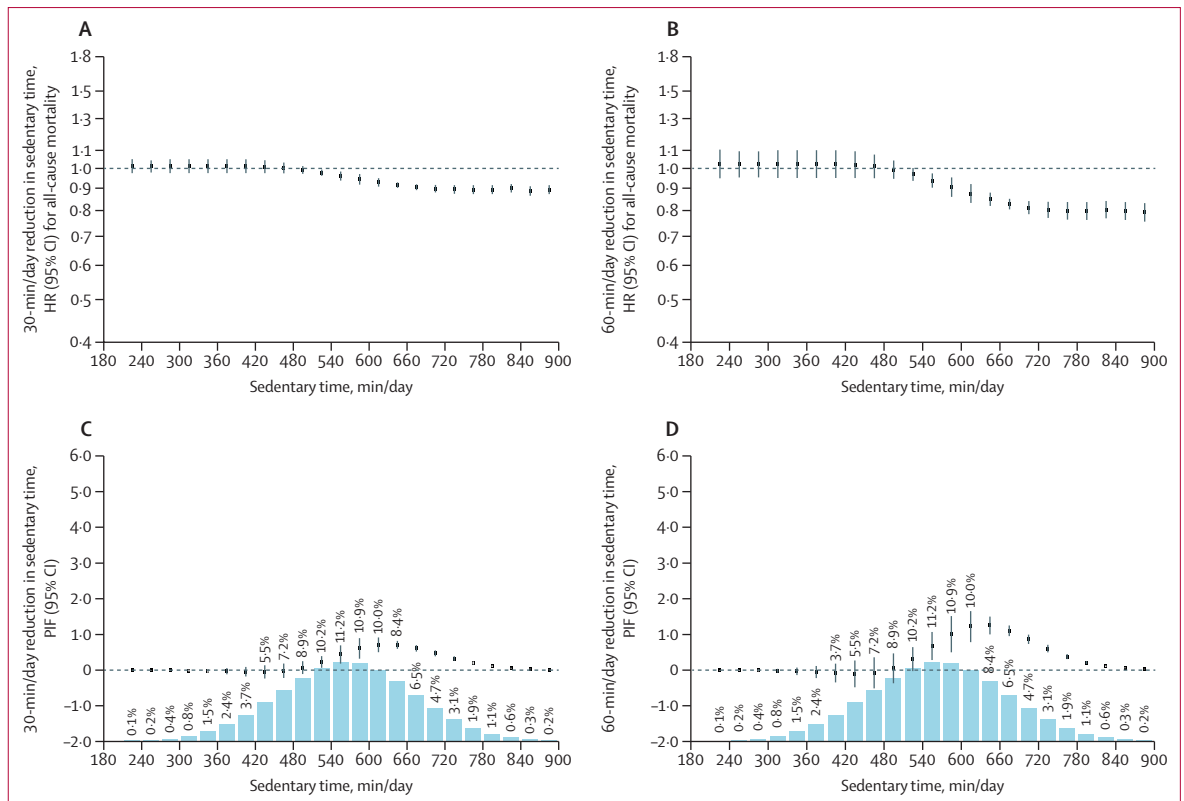 A
30-min/day reduction in sedentary time,
HR (95% CI) for all-cause mortality
1·8
1·5
1·3
1·1
1·0
0·9
0·8
0·7
0·6
0·5
0·4
180 240 300 360 420 480 540 600 660 720 780 840 900
Sedentary time, min/day
B
60-min/day reduction in sedentary time,
HR (95% CI) for all-cause mortality
1·8
1·5
1·3
1·1
1·0
0·9
0·8
0·7
0·6
0·5
0·4
180 240 300 360 420 480 540 600 660 720 780 840 900
Sedentary time, min/day
C
30-min/day reduction in sedentary time,
PIF (95% CI)
6·0
5·0
4·0
3·0
2·0
1·0
0
–1·0
–2·0
0·1% 0·2% 0·4% 0·8% 1·5% 2·4% 3·7% 5·5% 7·2% 8·9% 10·2% 11·2% 10·9% 10·0% 8·4% 6·5% 4·7% 3·1% 1·9% 1·1% 0·6% 0·3% 0·2%
180 240 300 360 420 480 540 600 660 720 780 840 900
Sedentary time, min/day
D
60-min/day reduction in sedentary time,
PIF (95% CI)
6·0
5·0
4·0
3·0
2·0
1·0
0
–1·0
–2·0
0·1% 0·2% 0·4% 0·8% 1·5% 2·4% 3·7% 5·5% 7·2% 8·9% 10·2% 11·2% 10·9% 10·0% 8·4% 6·5% 4·7% 3·1% 1·9% 1·1% 0·6% 0·3% 0·2%
180 240 300 360 420 480 540 600 660 720 780 840 900
Sedentary time, min/day